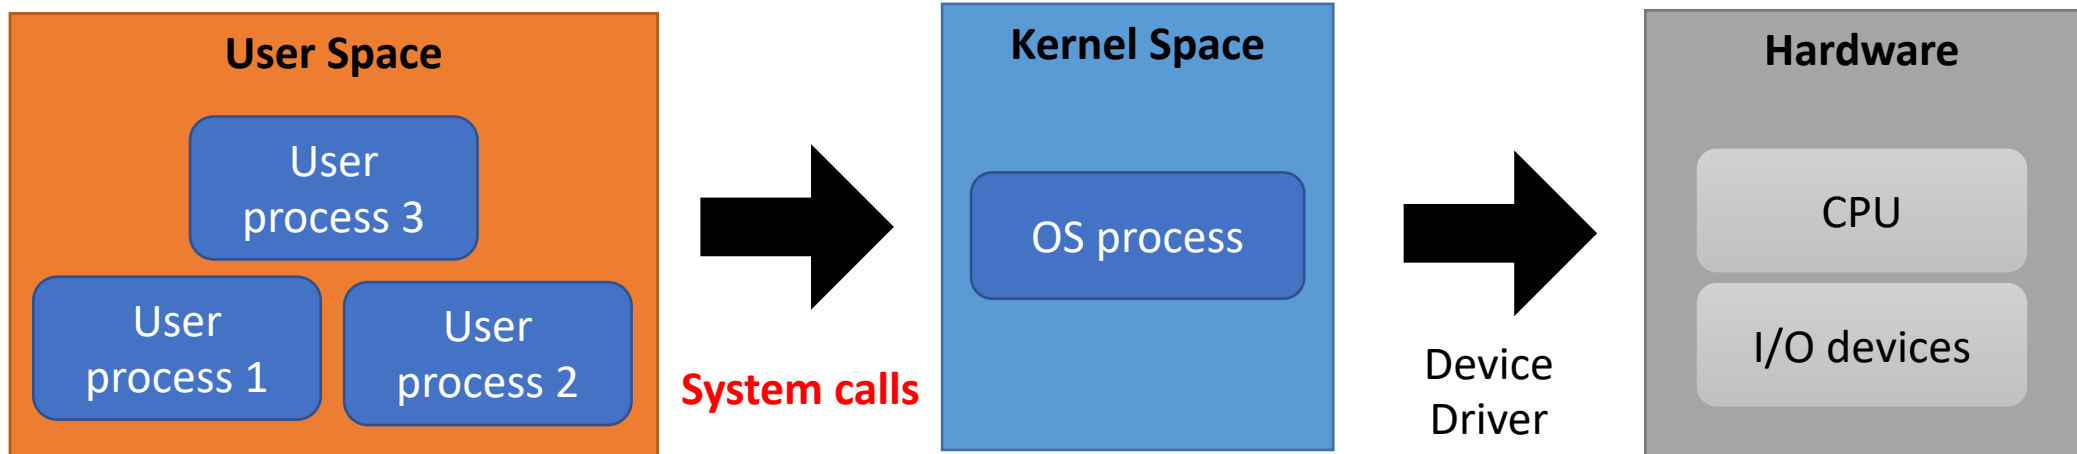 User Space
User
process 3
User
process 1
User
process 2
System calls
Kernel Space
OS process
Device
Driver
Hardware
CPU
I/O devices